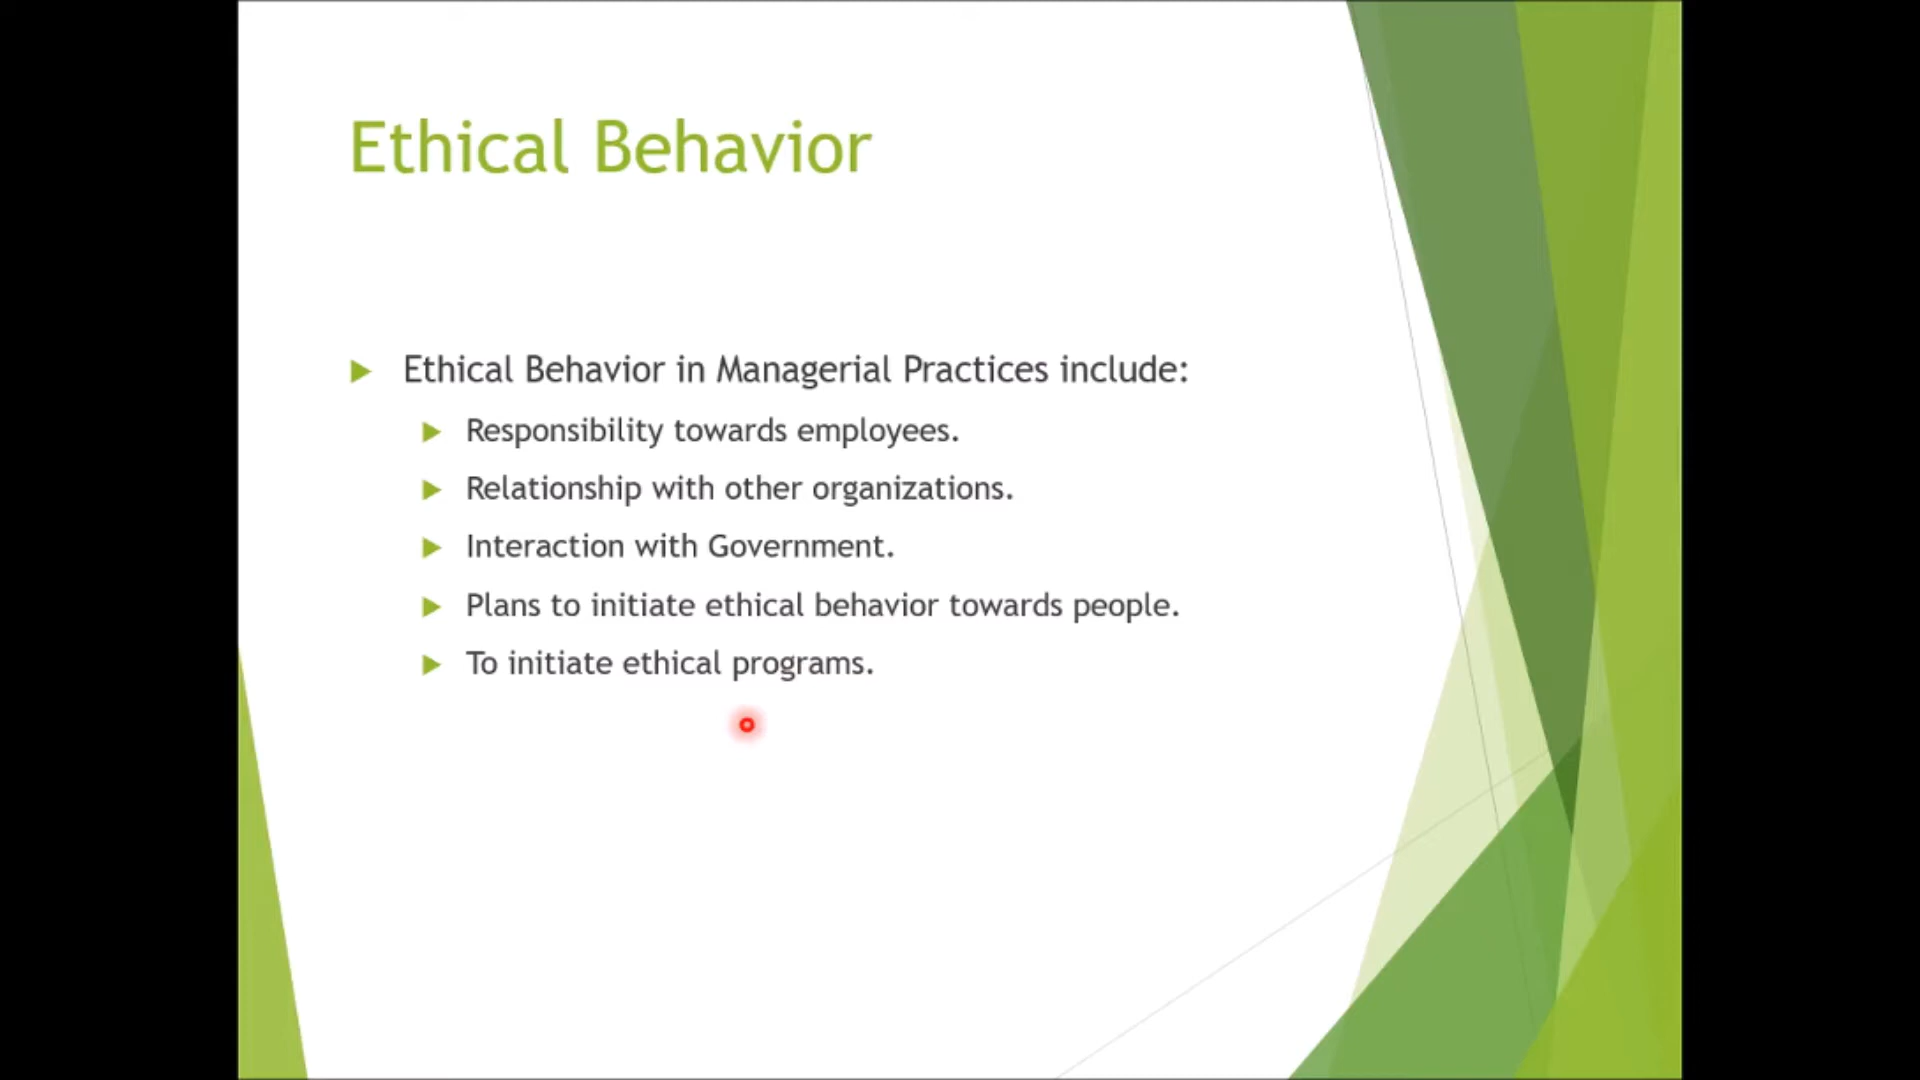 Ethical Behavior
Ethical Behavior in Managerial Practices include:
Responsibility towards employees.
Relationship with other organizations.
Interaction with Government.
Plans to initiate ethical behavior towards people.
To initiate ethical programs.